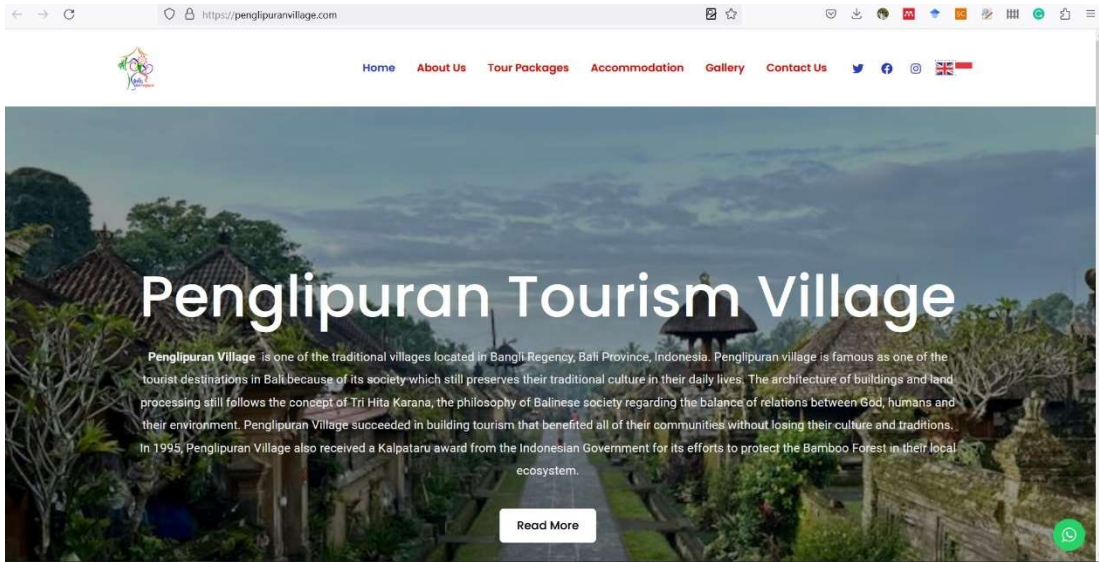 https://penglipuranvillage.com
Home About Us Tour Packages Accommodation Gallery Contact Us
Penglipuran Tourism Village
Penglipuran Village is one of the traditional villages located in Bangli Regency, Bali Province, Indonesia. Penglipuran village is famous as one of the
tourist destinations in Bali because of its society which still preserves their traditional culture in their daily lives. The architecture of buildings and land
processing still follows the concept of Tri Hita Karana, the philosophy of Balinese society regarding the balance of relations between God, humans and
their environment. Penglipuran Village succeeded in building tourism that benefited all of their communities without losing their culture and traditions.
In 1995, Penglipuran Village also received a Kalpataru award from the Indonesian Government for its efforts to protect the Bamboo Forest in their local
ecosystem.
Read More